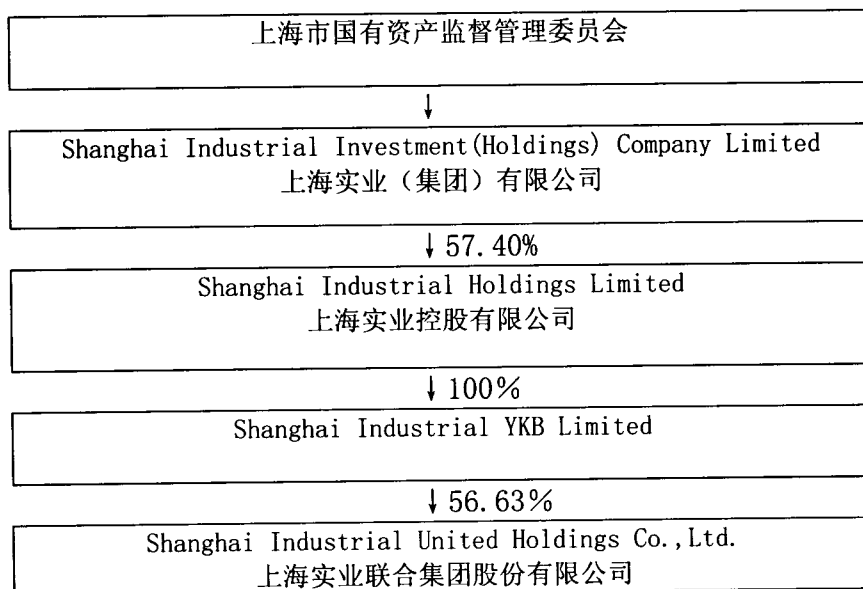 上海市国有资产监督管理委员会
↓
Shanghai Industrial Investment(Holdings) Company Limited
上海实业（集团）有限公司
↓ 57.40%
Shanghai Industrial Holdings Limited
上海实业控股有限公司
↓ 100%
Shanghai Industrial YKB Limited
↓ 56.63%
Shanghai Industrial United Holdings Co.,Ltd.
上海实业联合集团股份有限公司